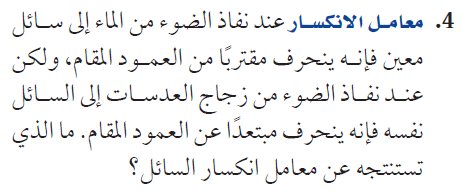 4. معامل الانكسار عند نفاذ الضوء من الماء إلى سائل
معين فإنه ينحرف مقتربًا من العمود المقام، ولكن
عند نفاذ الضوء من زجاج العدسات إلى السائل
نفسه فإنه ينحرف مبتعدًا عن العمود المقام. ما الذي
تستنتجه عن معامل انكسار السائل؟